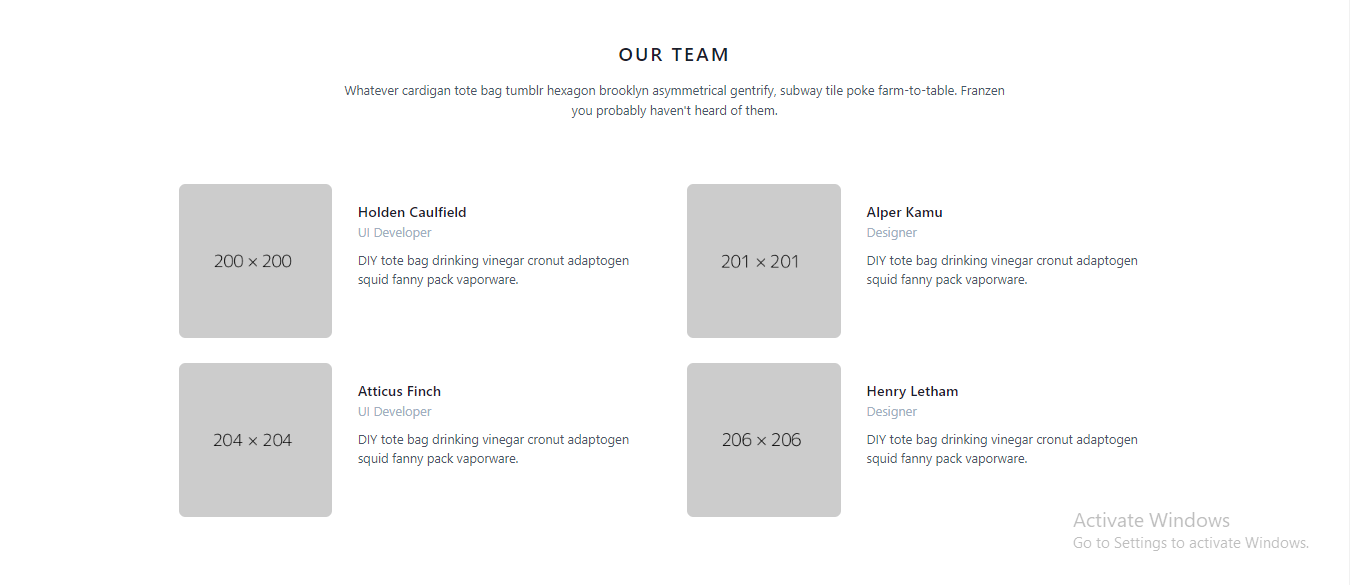 OUR TEAM
Whatever cardigan tote bag tumblr hexagon brooklyn asymmetrical gentrify, subway tile poke farm-to-table. Franzen
you probably haven't heard of them.
200 × 200
Holden Caulfield
UI Developer
DIY tote bag drinking vinegar cronut adaptogen
squid fanny pack vaporware.
201 × 201
Alper Kamu
Designer
DIY tote bag drinking vinegar cronut adaptogen
squid fanny pack vaporware.
204 × 204
Atticus Finch
UI Developer
DIY tote bag drinking vinegar cronut adaptogen
squid fanny pack vaporware.
206 × 206
Henry Letham
Designer
DIY tote bag drinking vinegar cronut adaptogen
squid fanny pack vaporware.
Activate Windows
Go to Settings to activate Windows.